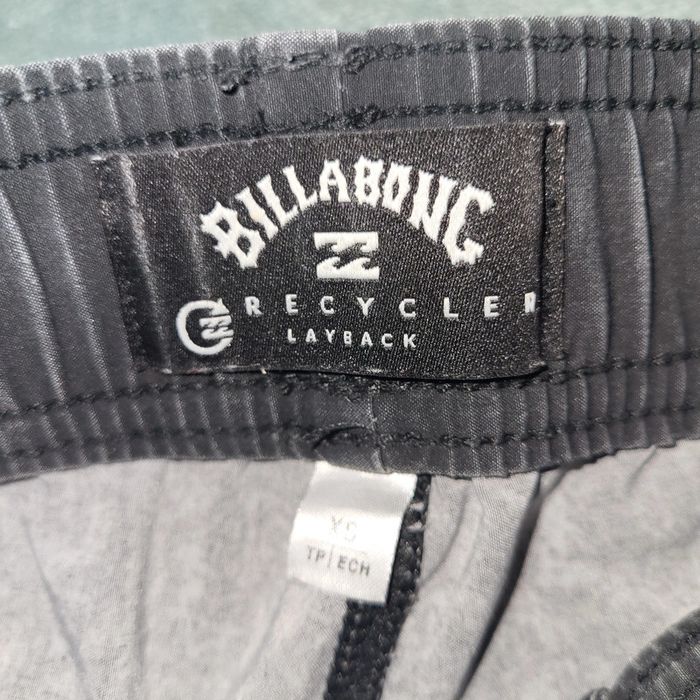 BILLABONG
RECYCLER
LAYBACK
XS
TP|ECH